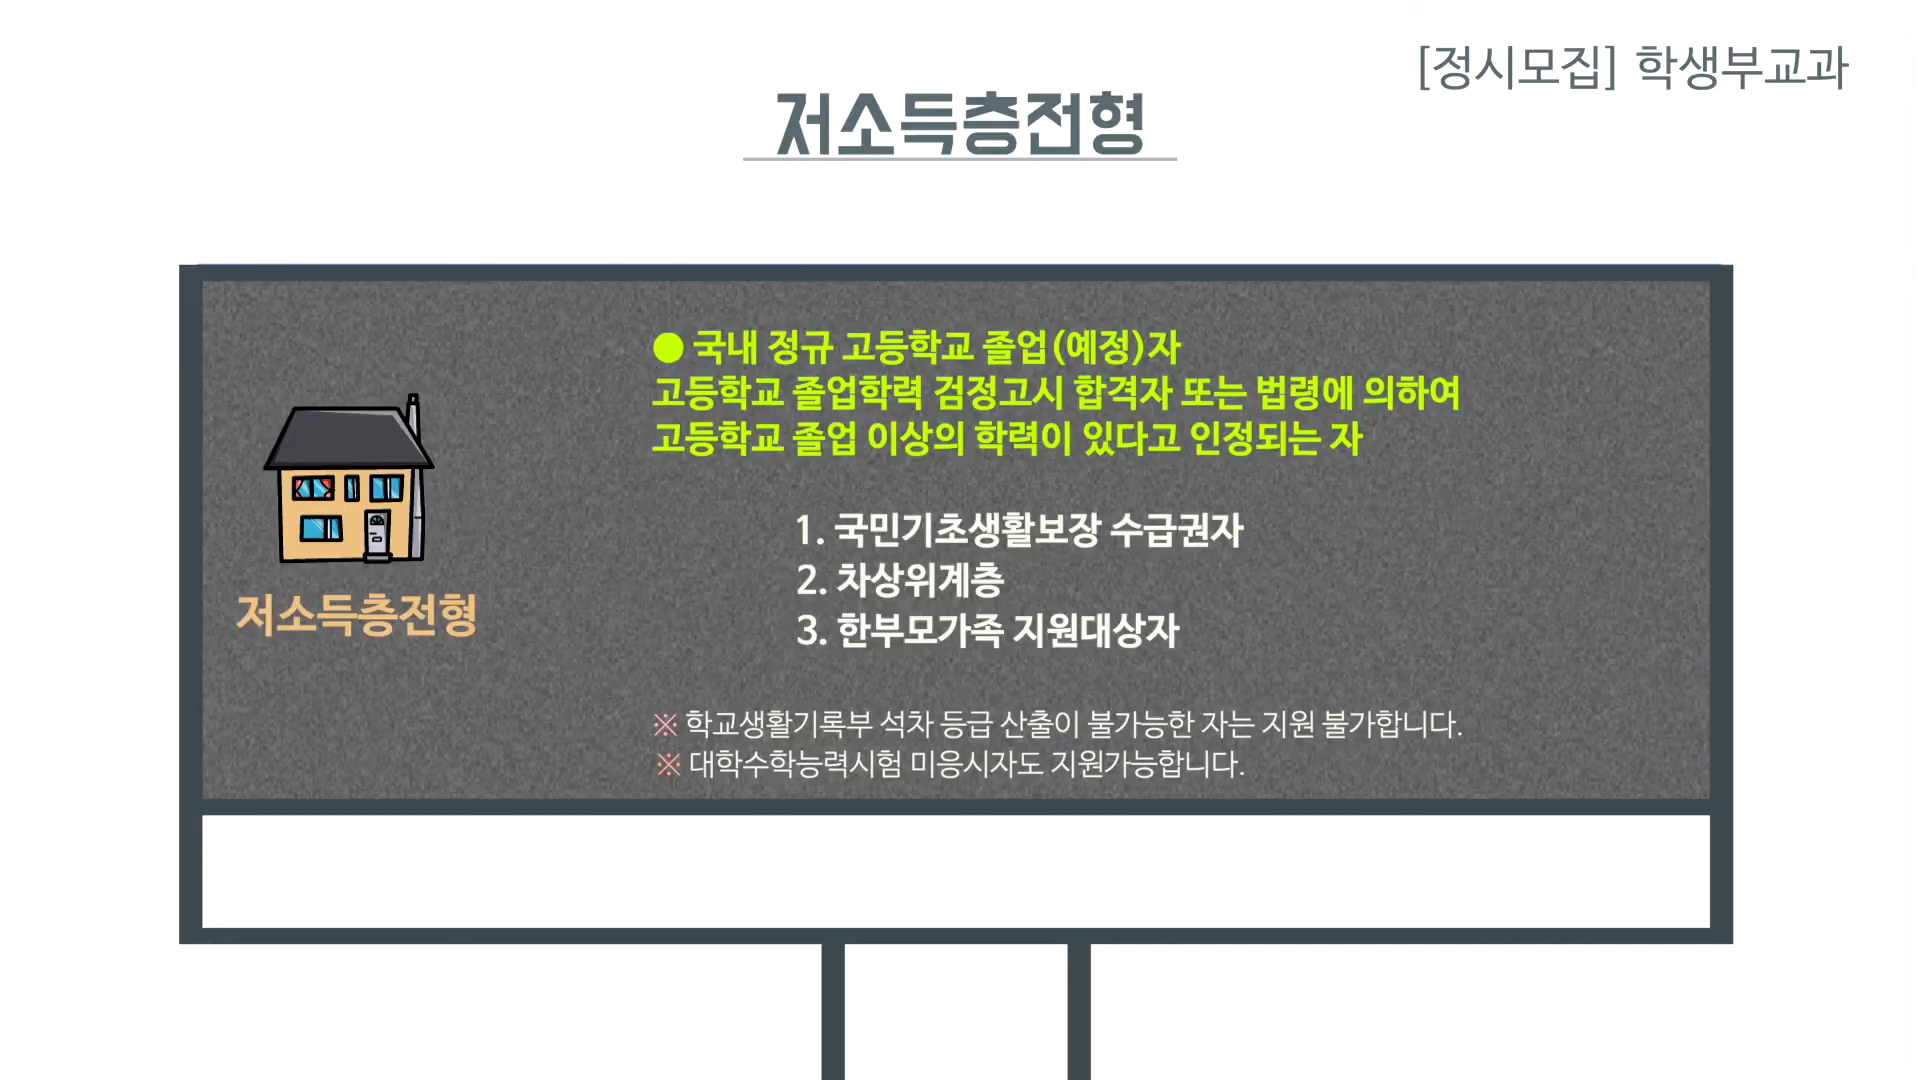 [정시모집] 학생부교과
저소득층전형
● 국내 정규 고등학교 졸업(예정)자
고등학교 졸업학력 검정고시 합격자 또는 법령에 의하여
고등학교 졸업 이상의 학력이 있다고 인정되는 자
1. 국민기초생활보장 수급권자
2. 차상위계층
3. 한부모가족 지원대상자
저소득층전형
※ 학교생활기록부 석차 등급 산출이 불가능한 자는 지원 불가합니다.
※ 대학수학능력시험 미응시자도 지원가능합니다.